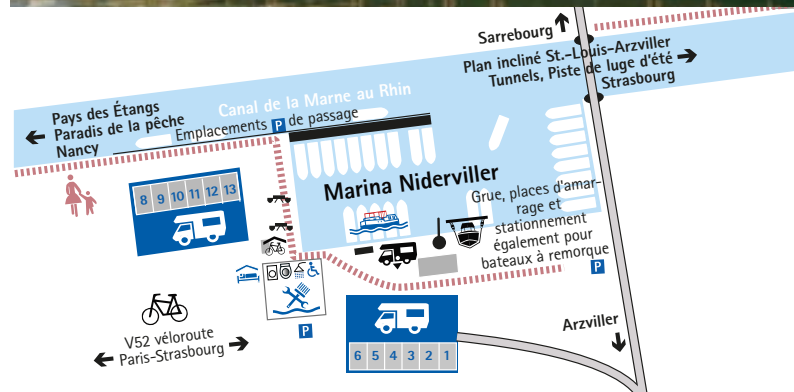 Sarrebourg
Plan incliné St.-Louis-Arzviller
Tunnels, Piste de luge d'été
Strasbourg
Pays des Étangs
Paradis de la pêche
Nancy
Canal de la Marne au Rhin
Emplacements P de passage
Marina Niderviller
8 9 10 11 12 13
Grue, places d'amar-
rage et
stationnement
également pour
bateaux à remorque
P
V52 véloroute
Paris-Strasbourg
P
6 5 4 3 2 1
Arzviller